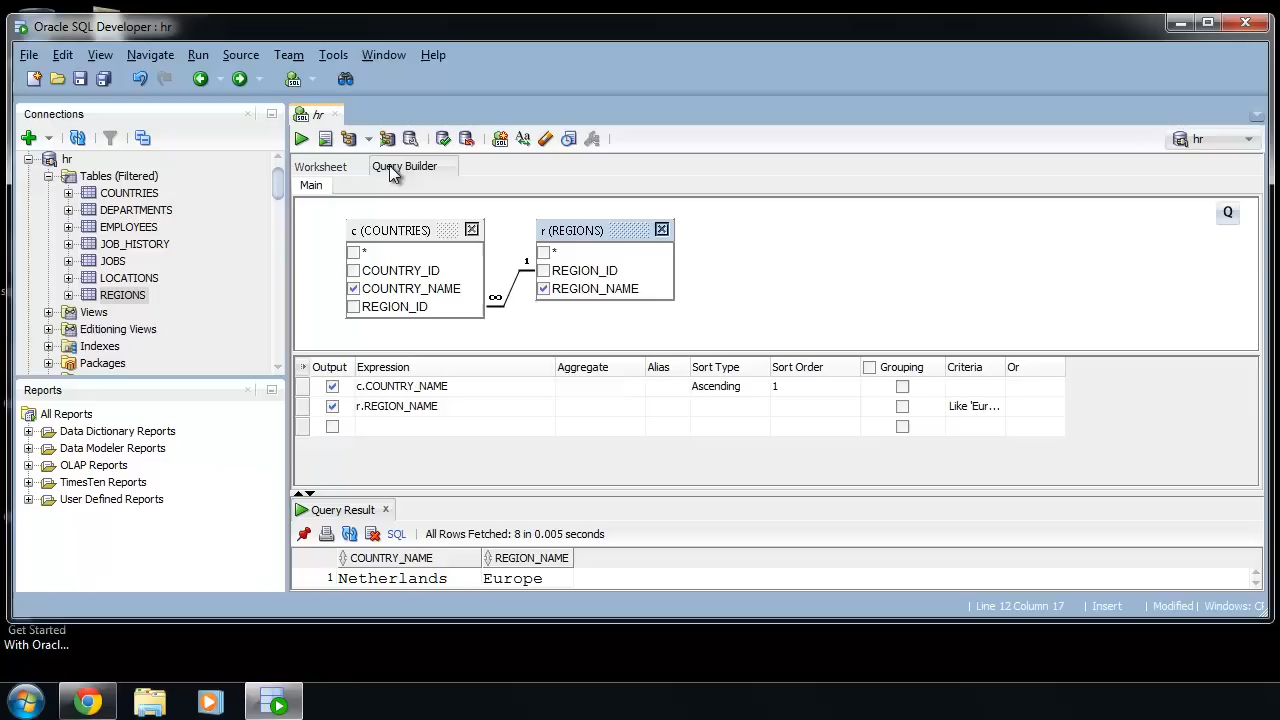 Oracle SQL Developer : hr
File Edit View Navigate Run Source Team Tools Window Help
Connections
hr
hr
hr
Tables (Filtered)
COUNTRIES
DEPARTMENTS
EMPLOYEES
JOB_HISTORY
JOBS
LOCATIONS
REGIONS
Views
Editioning Views
Indexes
Packages
Worksheet Query Builder
Main
Q
c (COUNTRIES)
*
COUNTRY_ID
COUNTRY_NAME
REGION_ID
∞
1
r (REGIONS)
*
REGION_ID
REGION_NAME
Output Expression Aggregate Alias Sort Type Sort Order Grouping Criteria Or
c.COUNTRY_NAME Ascending 1
r.REGION_NAME Like 'Eur...
Reports
All Reports
Data Dictionary Reports
Data Modeler Reports
OLAP Reports
TimesTen Reports
User Defined Reports
Query Result
SQL | All Rows Fetched: 8 in 0.005 seconds
COUNTRY_NAME REGION_NAME
1 Netherlands Europe
| Line 12 Column 17 | Insert | Modified | Windows: C
Get Started
With Oracl...